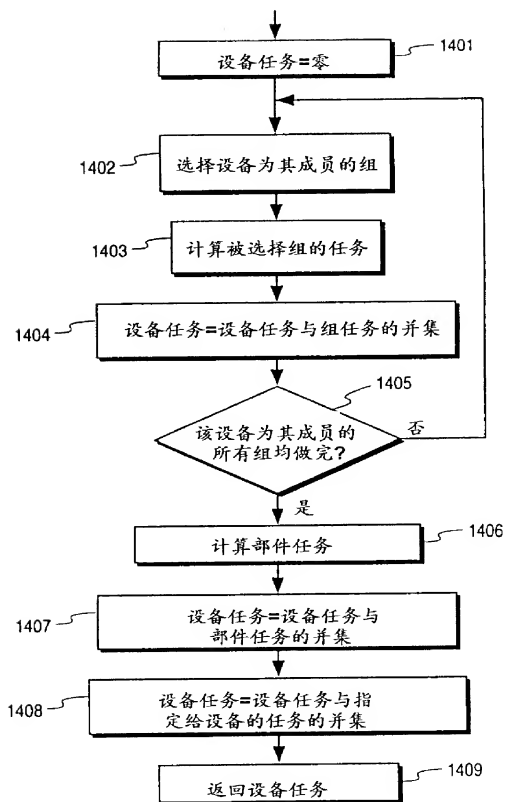 设备任务=零
1401
选择设备为其成员的组
1402
计算被选择组的任务
1403
设备任务=设备任务与组任务的并集
1404
1405
该设备为其成员的
所有组均做完?
否
是
计算部件任务
1406
设备任务=设备任务与
部件任务的并集
1407
设备任务=设备任务与指
定给设备的任务的并集
1408
返回设备任务
1409